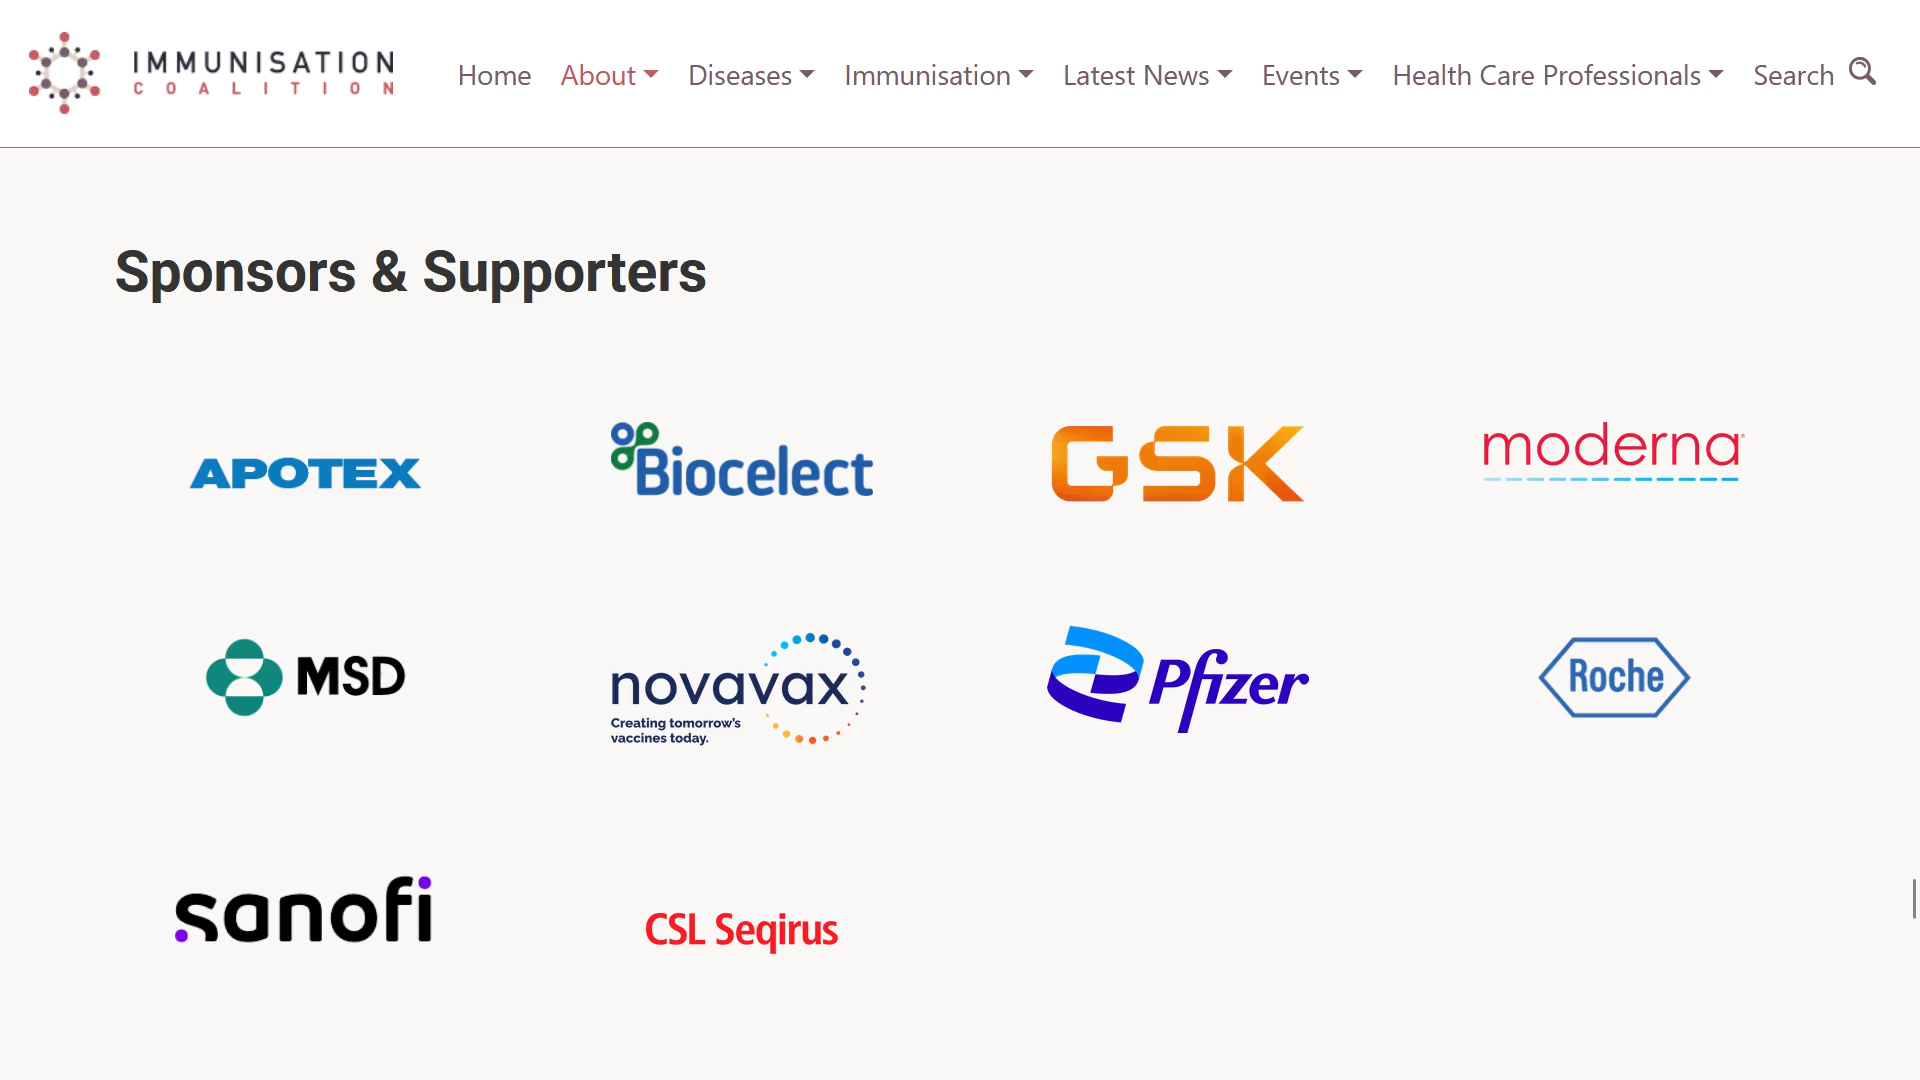 IMMUNISATION
COALITION
Home About Diseases Immunisation Latest News Events Health Care Professionals Search
Sponsors & Supporters
APOTEX
Biocelect
GSK
moderna
MSD
novavax
Creating tomorrow's
vaccines today.
Pfizer
Roche
sanofi
CSL Seqirus